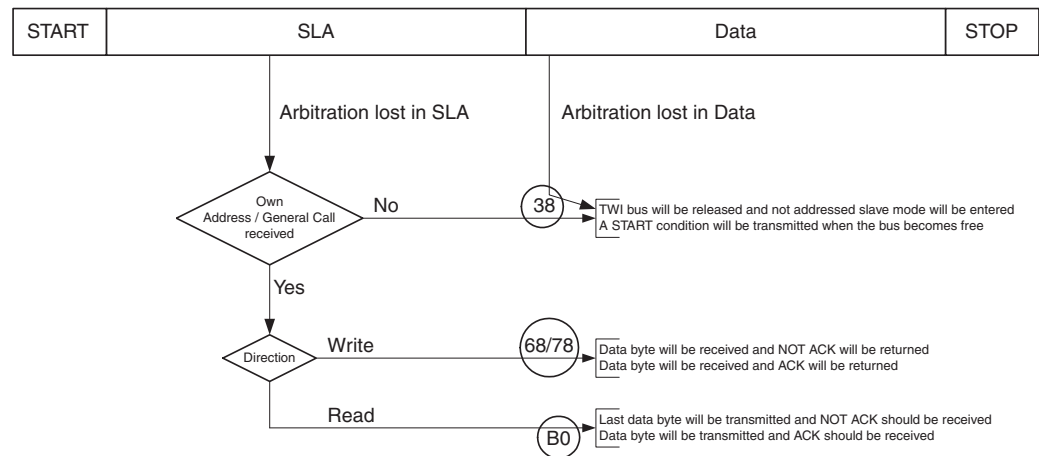 START SLA Data STOP
Arbitration lost in SLA Arbitration lost in Data
Own
Address / General Call
received
No
38
TWI bus will be released and not addressed slave mode will be entered
A START condition will be transmitted when the bus becomes free
Yes
Direction
Write
68/78
Data byte will be received and NOT ACK will be returned
Data byte will be received and ACK will be returned
Read
B0
Last data byte will be transmitted and NOT ACK should be received
Data byte will be transmitted and ACK should be received